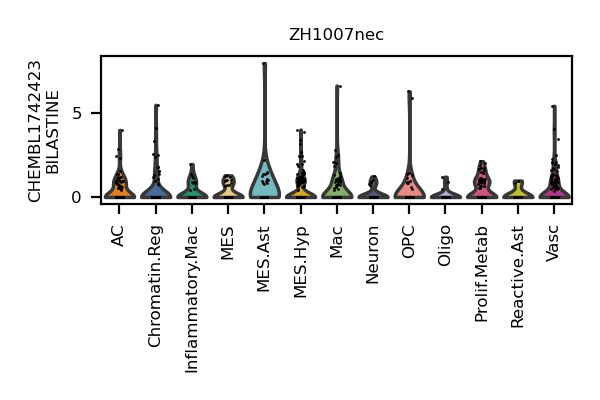 ZH1007nec
CHEMBL1742423
BILASTINE
5
0
AC
Chromatin.Reg
Inflammatory.Mac
MES
MES.Ast
MES.Hyp
Mac
Neuron
OPC
Oligo
Prolif.Metab
Reactive.Ast
Vasc